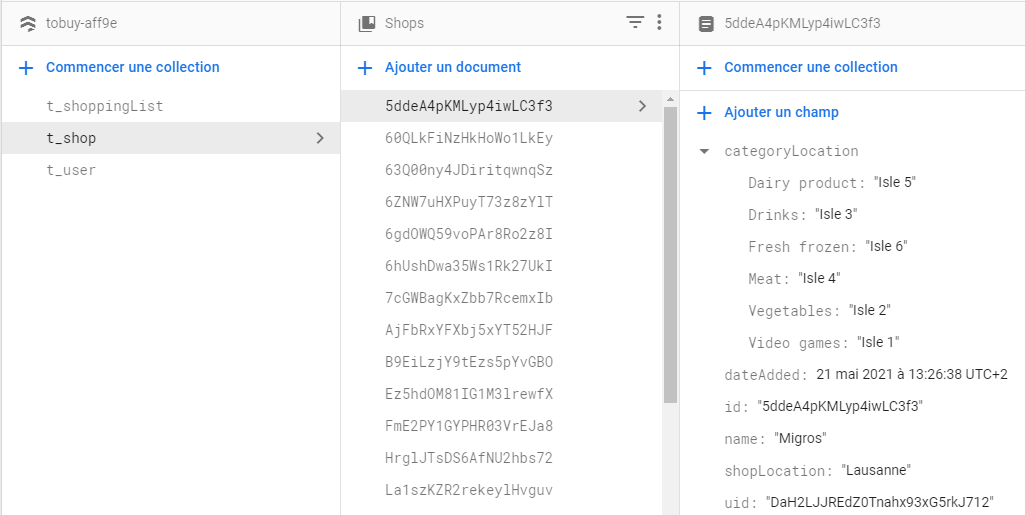 tobuy-aff9e
Commencer une collection
t_shoppingList
t_shop
t_user
Shops
Ajouter un document
5ddeA4pKMLyp4iwLC3f3
60QLkFiNzHkHoWo1LkEy
63Q00ny4JDiritqwnqSz
6ZNW7uHXPuyT73z8zYlT
6gdOWQ59voPAr8Ro2z8I
6hUshDwa35Ws1Rk27UkI
7cGWBagKxZbb7RcemxIb
AjFbRxYFXbj5xYT52HJF
B9EiLzjY9tEzs5pYvGBO
Ez5hdOM81IG1M3lrewfX
FmE2PY1GYPHR03VrEJa8
HrglJTsDS6AfNU2hbs72
La1szKZR2rekeylHvguv
5ddeA4pKMLyp4iwLC3f3
Commencer une collection
Ajouter un champ
categoryLocation
Dairy product: "Isle 5"
Drinks: "Isle 3"
Fresh frozen: "Isle 6"
Meat: "Isle 4"
Vegetables: "Isle 2"
Video games: "Isle 1"
dateAdded: 21 mai 2021 à 13:26:38 UTC+2
id: "5ddeA4pKMLyp4iwLC3f3"
name: "Migros"
shopLocation: "Lausanne"
uid: "DaH2LJJREdZ0Tnahx93xG5rkJ712"